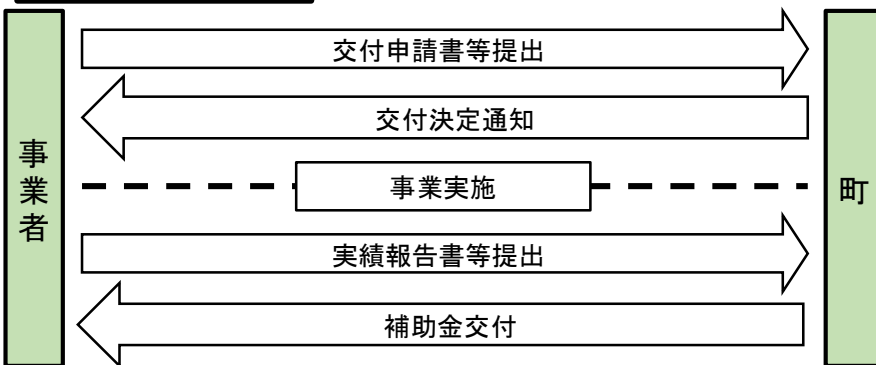 交付申請書等提出
交付決定通知
事業者
事業実施
町
実績報告書等提出
補助金交付